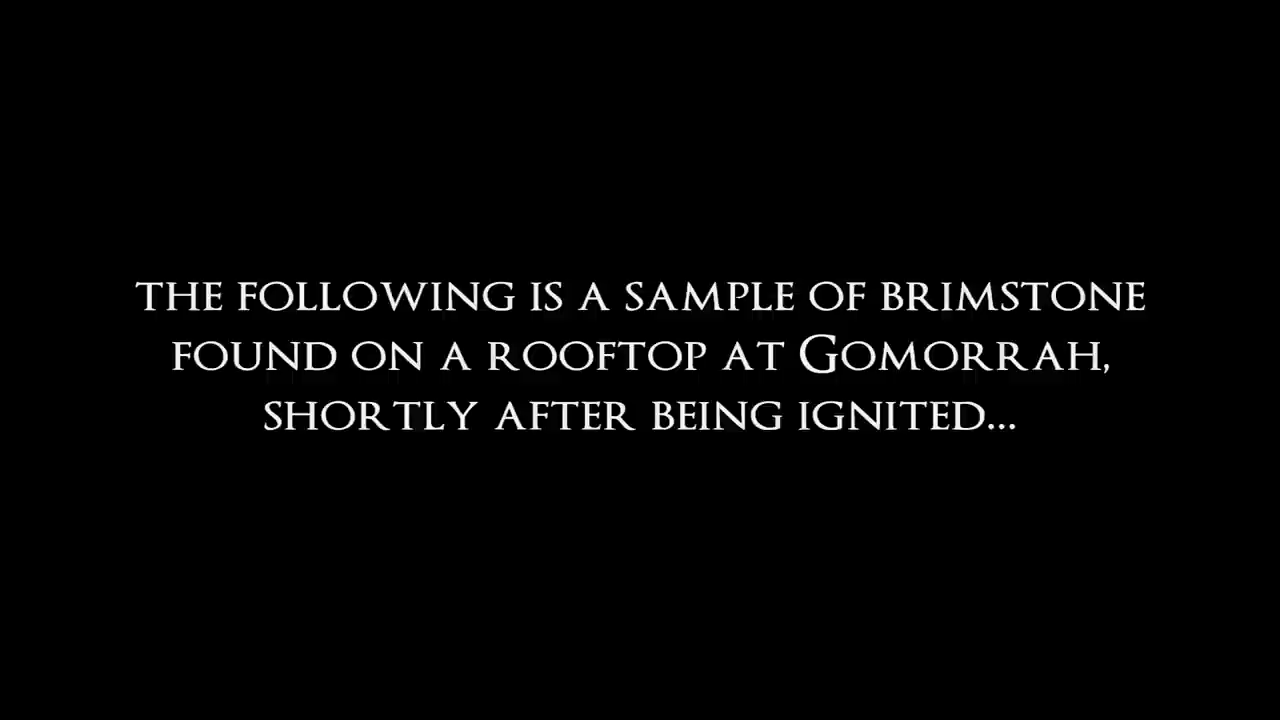 THE FOLLOWING IS A SAMPLE OF BRIMSTONE
FOUND ON A ROOFTOP AT GOMORRAH,
SHORTLY AFTER BEING IGNITED...